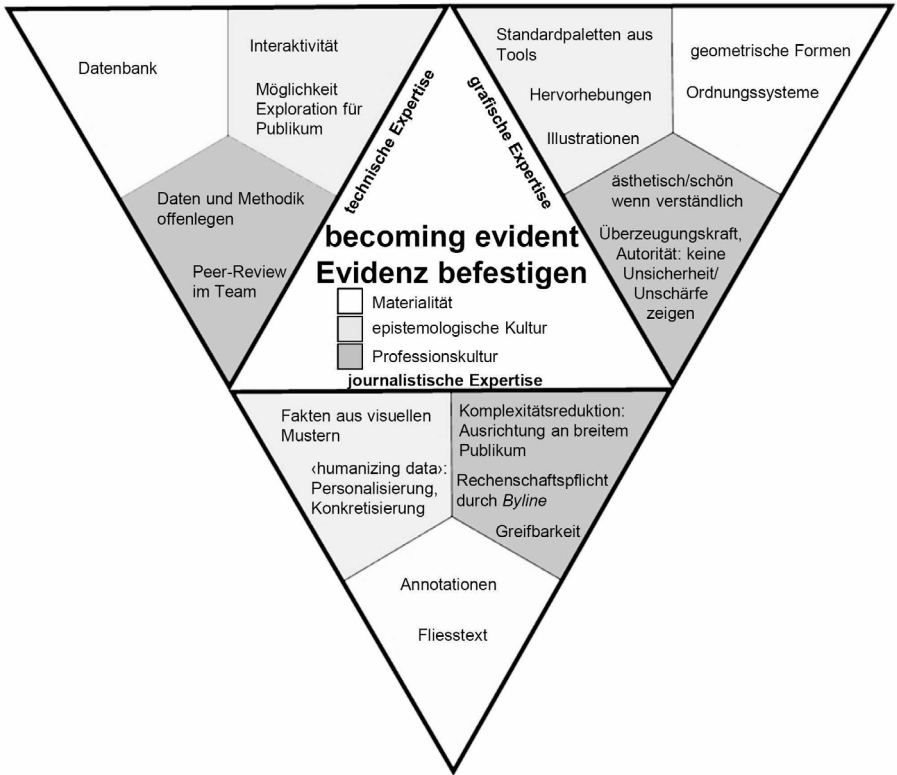 Datenbank
Interaktivität
Möglichkeit
Exploration für
Publikum
Daten und Methodik
offenlegen
Peer-Review
im Team
technische Expertise
grafische Expertise
Standardpaletten aus
Tools
Hervorhebungen
Illustrationen
geometrische Formen
Ordnungssysteme
ästhetisch/schön
wenn verständlich
Überzeugungskraft,
Autorität: keine
Unsicherheit/
Unschärfe
zeigen
becoming evident
Evidenz befestigen
Materialität
epistemologische Kultur
Professionskultur
journalistische Expertise
Fakten aus visuellen
Mustern
‹humanizing data›:
Personalisierung,
Konkretisierung
Komplexitätsreduktion:
Ausrichtung an breitem
Publikum
Rechenschaftspflicht
durch Byline
Greifbarkeit
Annotationen
Fliesstext